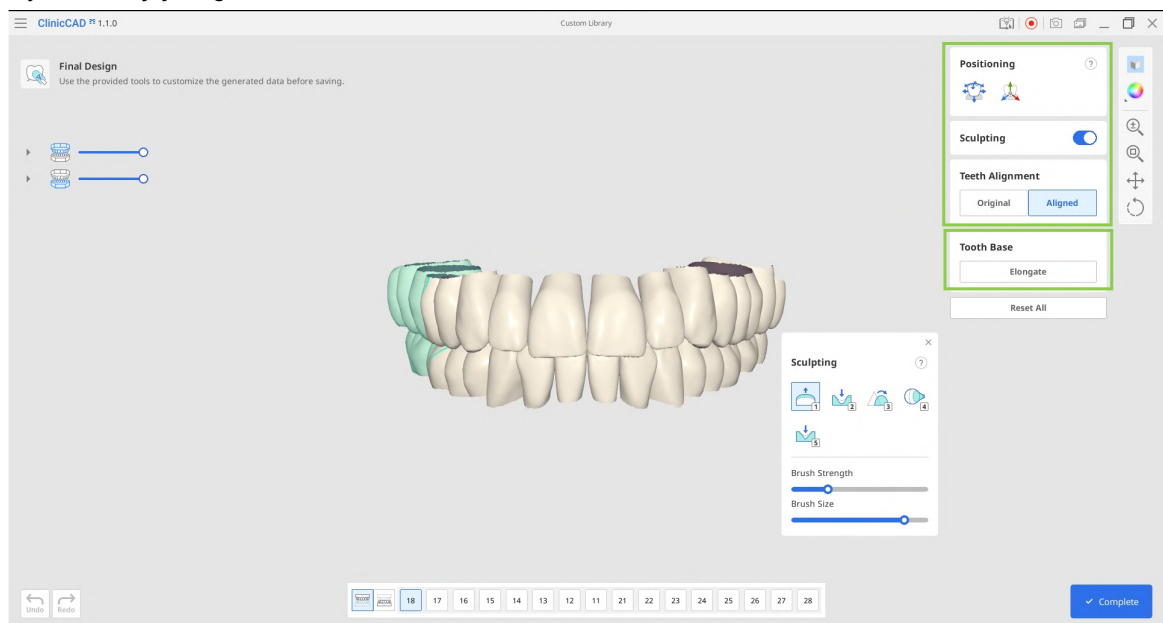 ClinicCAD 1.1.0
Custom Library
Final Design
Use the provided tools to customize the generated data before saving.
Positioning
?
Sculpting
Teeth Alignment
Original
Aligned
Tooth Base
Elongate
Reset All
Sculpting
?
1
2
3
4
5
Brush Strength
Brush Size
Undo
Redo
18 17 16 15 14 13 12 11 21 22 23 24 25 26 27 28
Complete